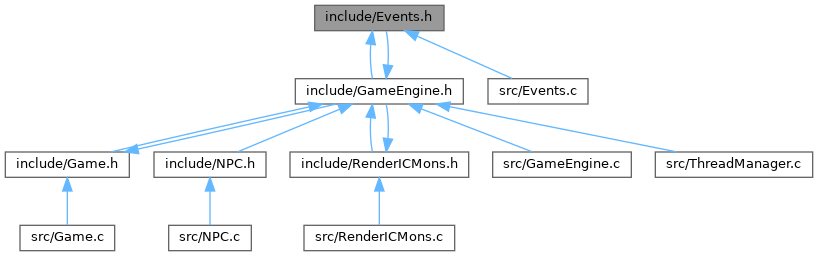 include/Events.h
include/GameEngine.h
src/Events.c
include/Game.h
include/NPC.h
include/RenderICMons.h
src/GameEngine.c
src/ThreadManager.c
src/Game.c
src/NPC.c
src/RenderICMons.c